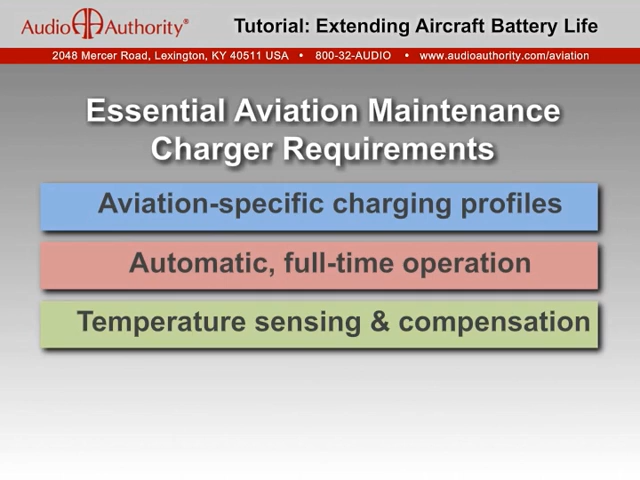 Audio Authority®
Tutorial: Extending Aircraft Battery Life
2048 Mercer Road, Lexington, KY 40511 USA • 800-32-AUDIO • www.audioauthority.com/aviation
Essential Aviation Maintenance
Charger Requirements
Aviation-specific charging profiles
Automatic, full-time operation
Temperature sensing & compensation